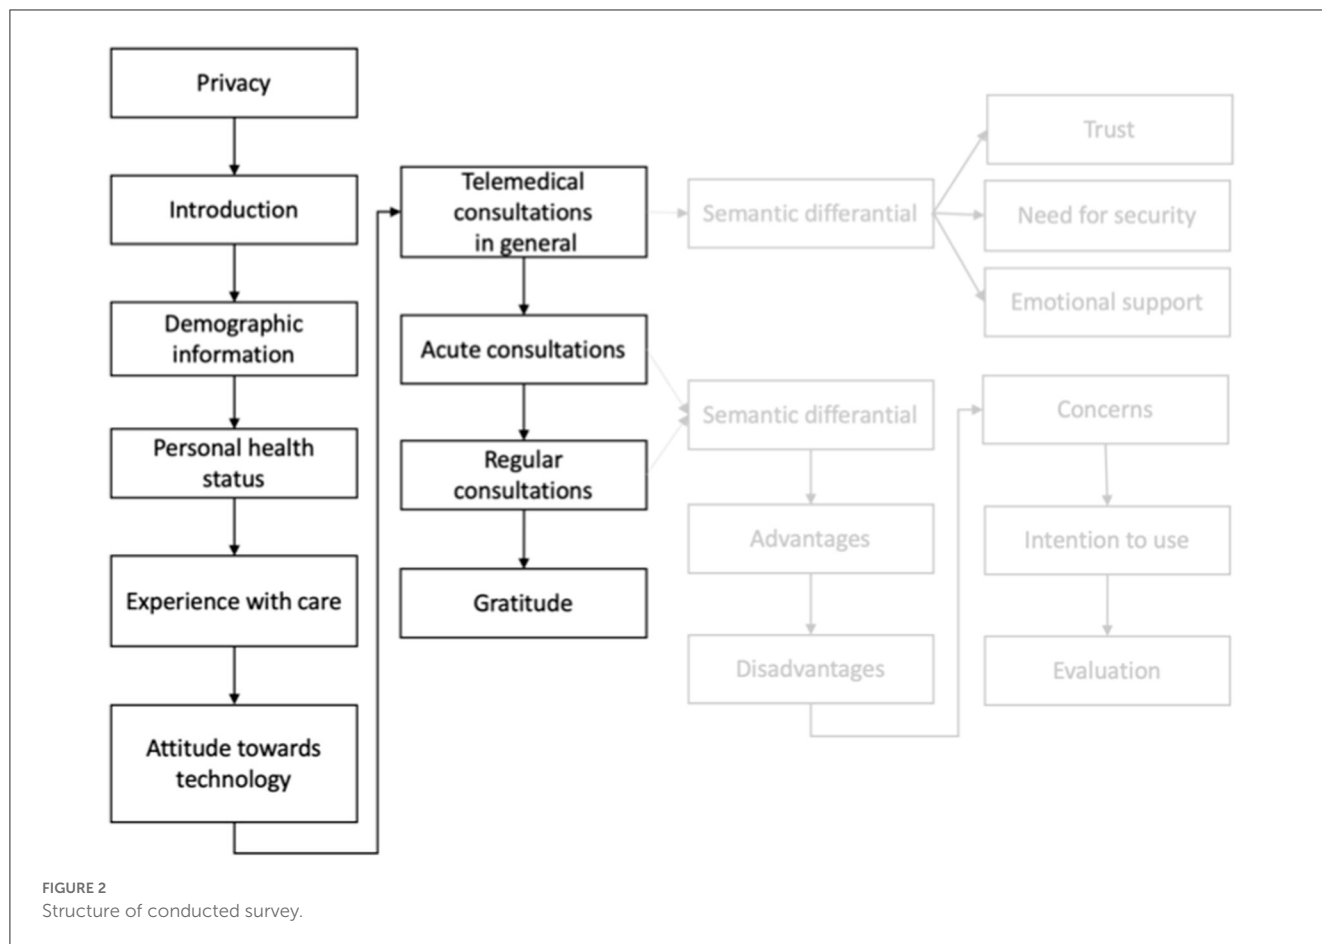 Privacy
Introduction
Demographic
information
Personal health
status
Experience with care
Attitude towards
technology
Telemedical
consultations
in general
Acute consultations
Regular
consultations
Gratitude
Semantic differantial
Trust
Need for security
Emotional support
Semantic differantial
Advantages
Disadvantages
Concerns
Intention to use
Evaluation
FIGURE 2
Structure of conducted survey.